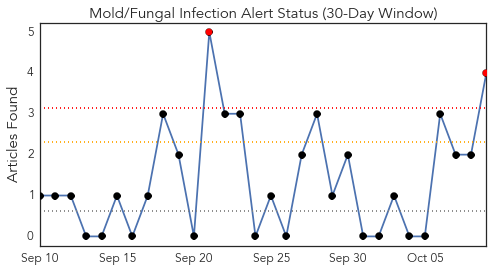 Mold/Fungal Infection Alert Status (30-Day Window)
Articles Found
5
4
3
2
1
0
Sep 10 Sep 15 Sep 20 Sep 25 Sep 30 Oct 05